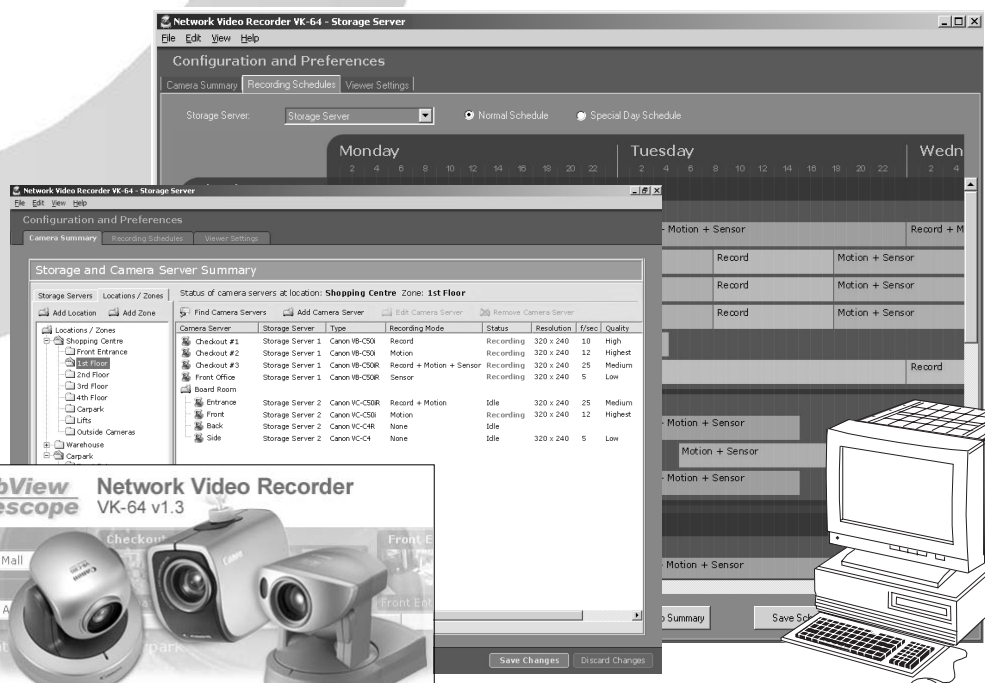 Network Video Recorder VK-64 - Storage Server
File Edit View Help
Configuration and Preferences
Camera Summary Recording Schedules Viewer Settings
Storage Server: Storage Server Normal Schedule Special Day Schedule
Monday Tuesday Wedn
2 4 6 8 10 12 14 16 18 20 22 2 4 6 8 10 12 14 16 18 20 22 2 4
Motion + Sensor Record + M
Record Motion + Sensor
Record Motion + Sensor
Record Motion + Sensor
Record
Motion + Sensor
Motion + Sensor
Motion + Sensor
Motion + Sensor
Summary Save Sch
Network Video Recorder VK-64 - Storage Server
File Edit View Help
Configuration and Preferences
Camera Summary Recording Schedules Viewer Settings
Storage and Camera Server Summary
Storage Servers Locations / Zones
Status of camera servers at location: Shopping Centre Zone: 1st Floor
Add Location Add Zone
Find Camera Servers Add Camera Server Edit Camera Server Remove Camera Server
Locations / Zones
Shopping Centre
Front Entrance
1st Floor
2nd Floor
3rd Floor
4th Floor
Carpark
Lifts
Outside Cameras
Warehouse
Carpark
Camera Server Storage Server Type Recording Mode Status Resolution f/sec Quality
Checkout #1 Storage Server 1 Canon VB-C50i Record Recording 320 x 240 10 High
Checkout #2 Storage Server 1 Canon VB-C50i Motion Recording 320 x 240 12 Highest
Checkout #3 Storage Server 1 Canon VB-C50iR Record + Motion + Sensor Recording 320 x 240 25 Medium
Front Office Storage Server 1 Canon VB-C50iR Sensor Recording 320 x 240 5 Low
Board Room
Entrance Storage Server 2 Canon VC-C50iR Record + Motion Idle 320 x 240 25 Medium
Front Storage Server 2 Canon VC-C50i Motion Recording 320 x 240 12 Highest
Back Storage Server 2 Canon VC-C4R None Idle
Side Storage Server 2 Canon VC-C4 None Idle 320 x 240 5 Low
Save Changes Discard Changes
bView Network Video Recorder
escope VK-64 v1.3
Checkout
Front E
Mall
Front Ent
Canon
Canon